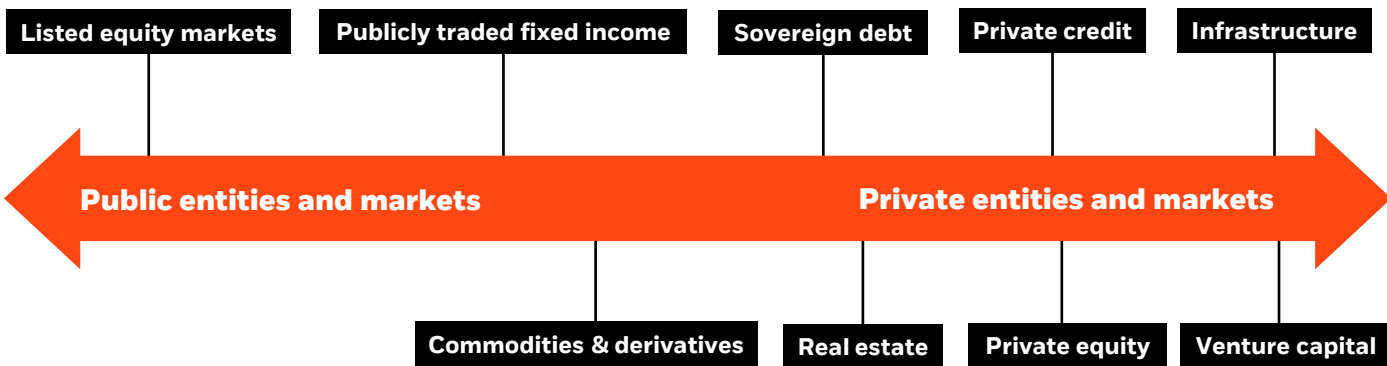 Listed equity markets
Publicly traded fixed income
Sovereign debt
Private credit
Infrastructure
Public entities and markets
Private entities and markets
Commodities & derivatives
Real estate
Private equity
Venture capital